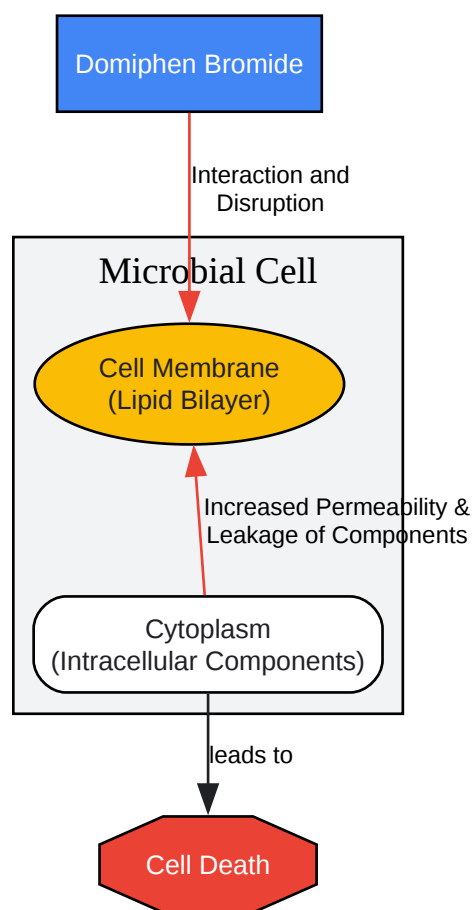 Domiphen Bromide
Interaction and
Disruption
Microbial Cell
Cell Membrane
(Lipid Bilayer)
Increased Permeability &
Leakage of Components
Cytoplasm
(Intracellular Components)
leads to
Cell Death